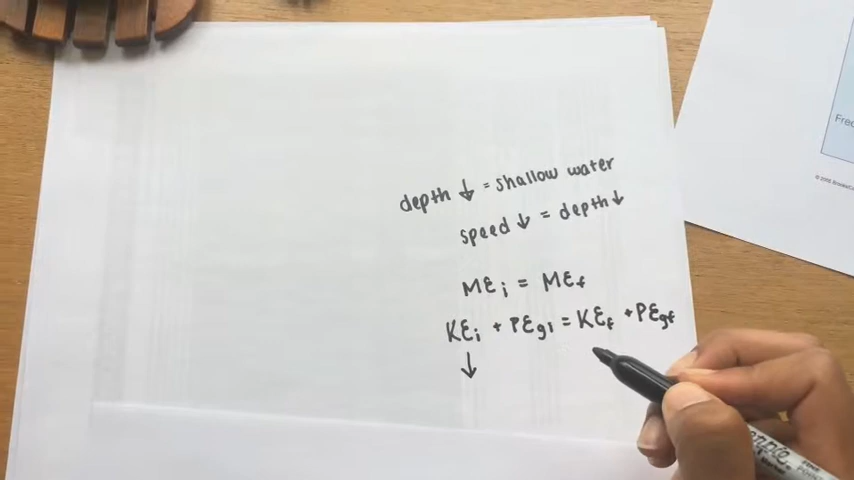 depth ↓ = shallow water
speed ↓ = depth ↓
MEi = MEf
KEi + PEgi = KEf + PEgf
↓